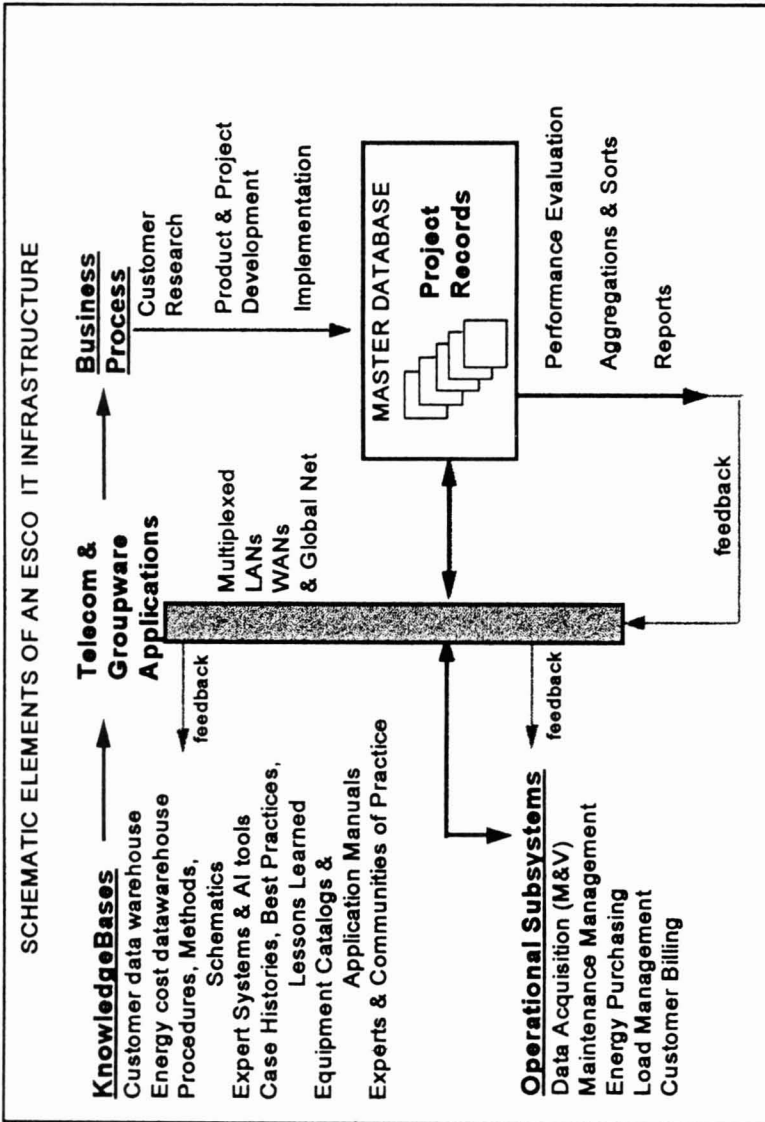 SCHEMATIC ELEMENTS OF AN ESCO IT INFRASTRUCTURE
KnowledgeBases
Customer data warehouse
Energy cost datawarehouse
Procedures, Methods,
Schematics
Expert Systems & AI tools
Case Histories, Best Practices,
Lessons Learned
Equipment Catalogs &
Application Manuals
Experts & Communities of Practice
Operational Subsystems
Data Acquisition (M&V)
Maintenance Management
Energy Purchasing
Load Management
Customer Billing
Telecom &
Groupware
Applications
feedback
feedback
Multiplexed
LANs
WANs
& Global Net
Business
Process
Customer
Research
Product & Project
Development
Implementation
MASTER DATABASE
Project
Records
Performance Evaluation
Aggregations & Sorts
Reports
feedback